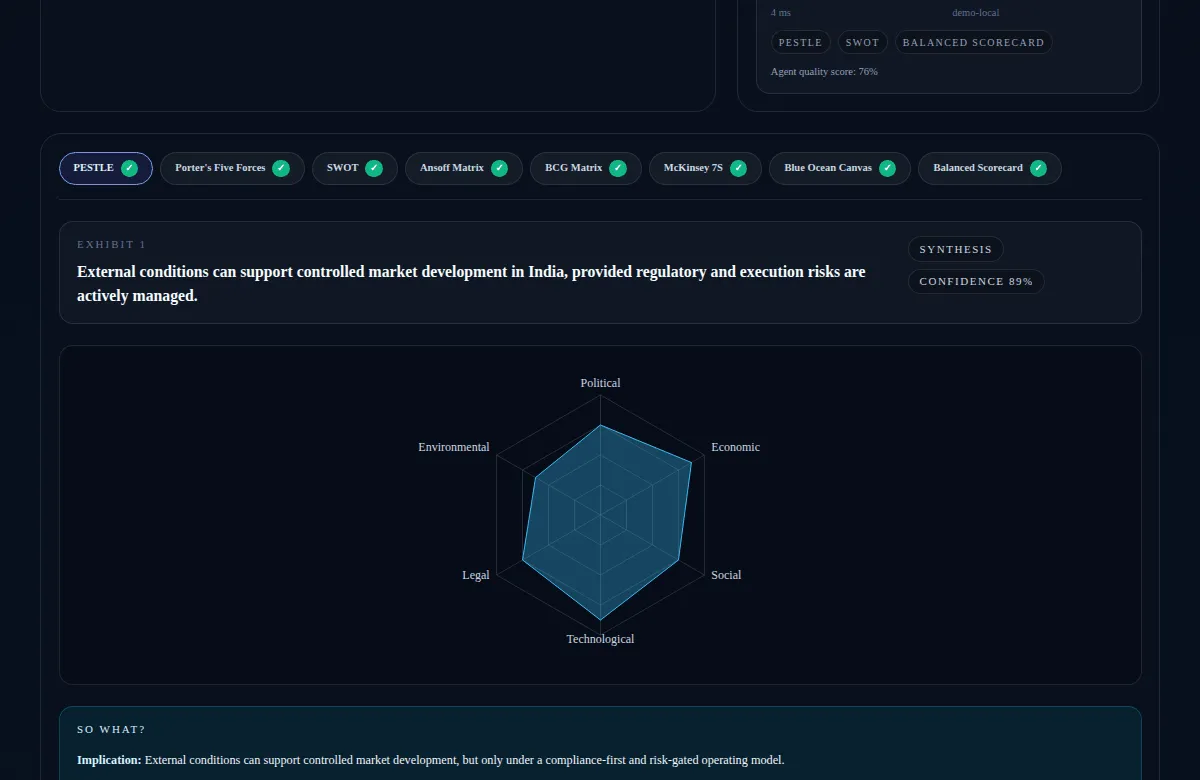 4 ms demo-local
PESTLE SWOT BALANCED SCORECARD
Agent quality score: 76%
PESTLE ✓ Porter's Five Forces ✓ SWOT ✓ Ansoff Matrix ✓ BCG Matrix ✓ McKinsey 7S ✓ Blue Ocean Canvas ✓ Balanced Scorecard ✓
EXHIBIT 1
External conditions can support controlled market development in India, provided regulatory and execution risks are
actively managed.
SYNTHESIS
CONFIDENCE 89%
Political
Environmental
Economic
Legal
Social
Technological
SO WHAT?
Implication: External conditions can support market development, but only under a compliance-first and risk-gated operating model.